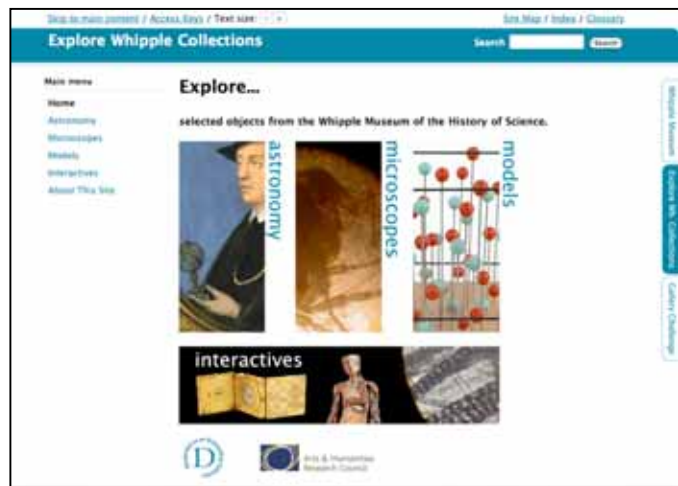 Skip to main content / Access Keys / Text size: - +
Site Map / Index / Glossary
Explore Whipple Collections
Search
Search
Main menu
Home
Astronomy
Microscopes
Models
Interactives
About This Site
Explore...
selected objects from the Whipple Museum of the History of Science.
astronomy
microscopes
models
interactives
Whipple Museum
Explore Wh. Collections
Gallery Challenge
D
Arts & Humanities
Research Council